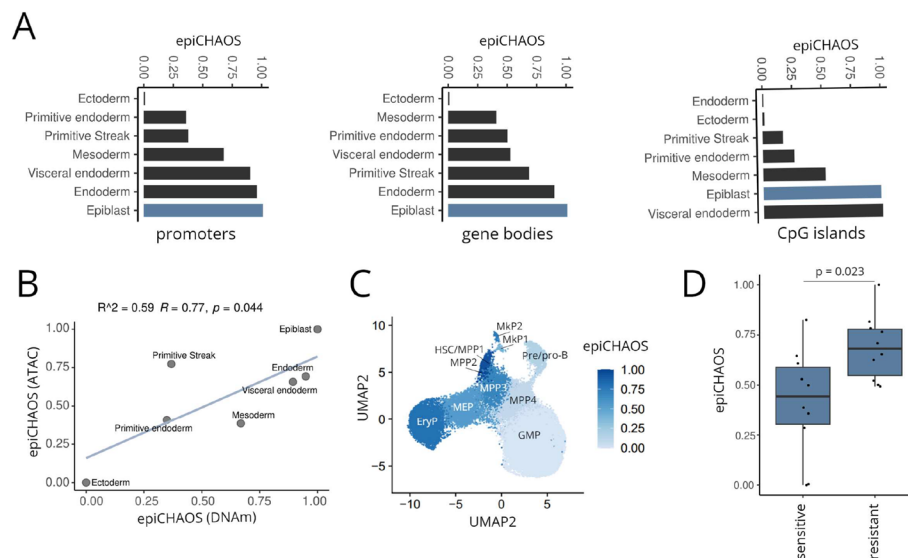 A
epiCHAOS
0.00 0.25 0.50 0.75 1.00
Ectoderm
Primitive endoderm
Primitive Streak
Mesoderm
Visceral endoderm
Endoderm
Epiblast
promoters
epiCHAOS
0.00 0.25 0.50 0.75 1.00
Ectoderm
Mesoderm
Primitive endoderm
Visceral endoderm
Primitive Streak
Endoderm
Epiblast
gene bodies
epiCHAOS
0.00 0.25 0.50 0.75 1.00
Endoderm
Ectoderm
Primitive Streak
Primitive endoderm
Mesoderm
Epiblast
Visceral endoderm
CpG islands
B
R^2 = 0.59 R = 0.77, p = 0.044
epiCHAOS (ATAC)
1.00
0.75
0.50
0.25
0.00
Epiblast
Primitive Streak
Endoderm
Visceral endoderm
Mesoderm
Primitive endoderm
Ectoderm
0.00 0.25 0.50 0.75 1.00
epiCHAOS (DNAm)
C
UMAP2
10
5
0
−5
MkP2
MkP1
HSC/MPP1
MPP2
Pre/pro-B
MPP3
MPP4
MEP
EryP
GMP
−10 −5 0 5
UMAP2
epiCHAOS
1.00
0.75
0.50
0.25
0.00
D
p = 0.023
epiCHAOS
1.00
0.75
0.50
0.25
0.00
sensitive
resistant